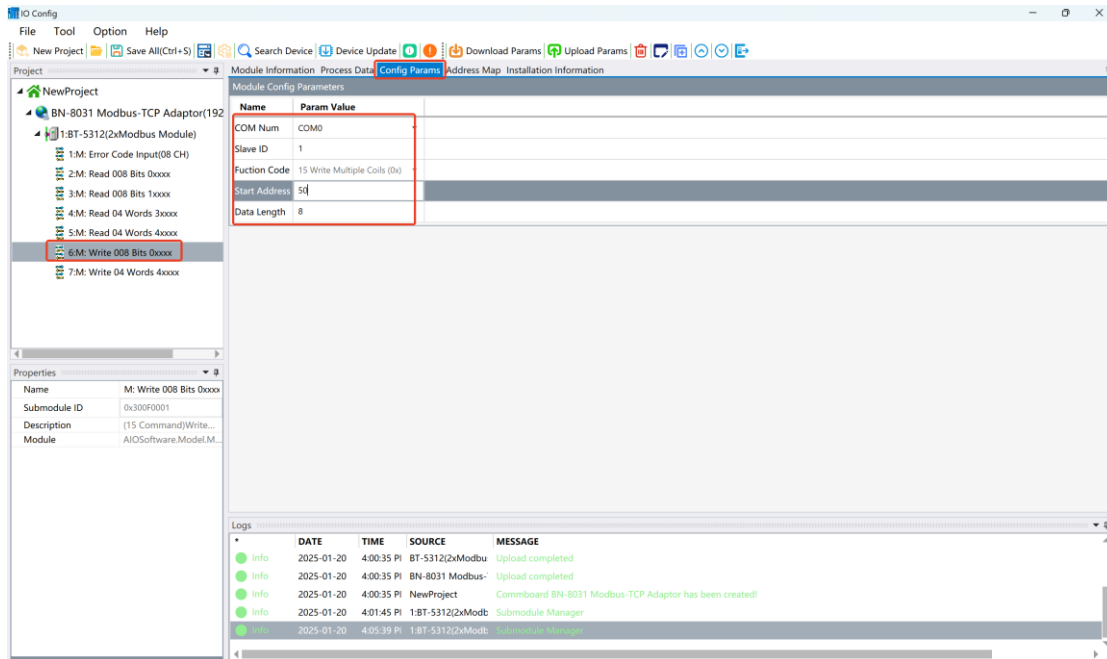 IO Config
File Tool Option Help
New Project Save All(Ctrl+S) Search Device Device Update Download Params Upload Params
Project
Module Information Process Data Config Params Address Map Installation Information
NewProject
BN-8031 Modbus-TCP Adaptor(192
1:BT-5312(2xModbus Module)
1:M: Error Code Input(08 CH)
2:M: Read 008 Bits 0xxxx
3:M: Read 008 Bits 1xxxx
4:M: Read 04 Words 3xxxx
5:M: Read 04 Words 4xxxx
6:M: Write 008 Bits 0xxxx
7:M: Write 04 Words 4xxxx
Module Config Parameters
Name Param Value
COM Num COM0
Slave ID 1
Fuction Code 15 Write Multiple Coils (0x)
Start Address 50
Data Length 8
Properties
Name M: Write 008 Bits 0xxxx
Submodule ID 0x300F0001
Description (15 Command)Write...
Module AIOSoftware.Model.M...
Logs
* DATE TIME SOURCE MESSAGE
Info 2025-01-20 4:00:35 PI BT-5312(2xModbu: Upload completed
Info 2025-01-20 4:00:35 PI BN-8031 Modbus- Upload completed
Info 2025-01-20 4:00:35 PI NewProject Commboard BN-8031 Modbus-TCP Adaptor has been created!
Info 2025-01-20 4:01:45 PI 1:BT-5312(2xModb Submodule Manager
Info 2025-01-20 4:05:39 PI 1:BT-5312(2xModb Submodule Manager